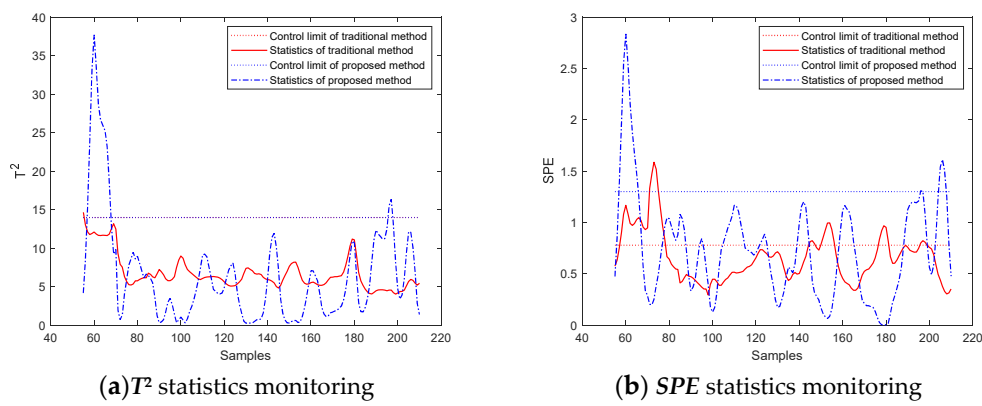 40
35
30
25
20
15
10
5
0
T²
Control limit of traditional method
Statistics of traditional method
Control limit of proposed method
Statistics of proposed method
40 60 80 100 120 140 160 180 200 220
Samples
(a)T² statistics monitoring
3
2.5
2
1.5
1
0.5
0
SPE
Control limit of traditional method
Statistics of traditional method
Control limit of proposed method
Statistics of proposed method
40 60 80 100 120 140 160 180 200 220
Samples
(b) SPE statistics monitoring